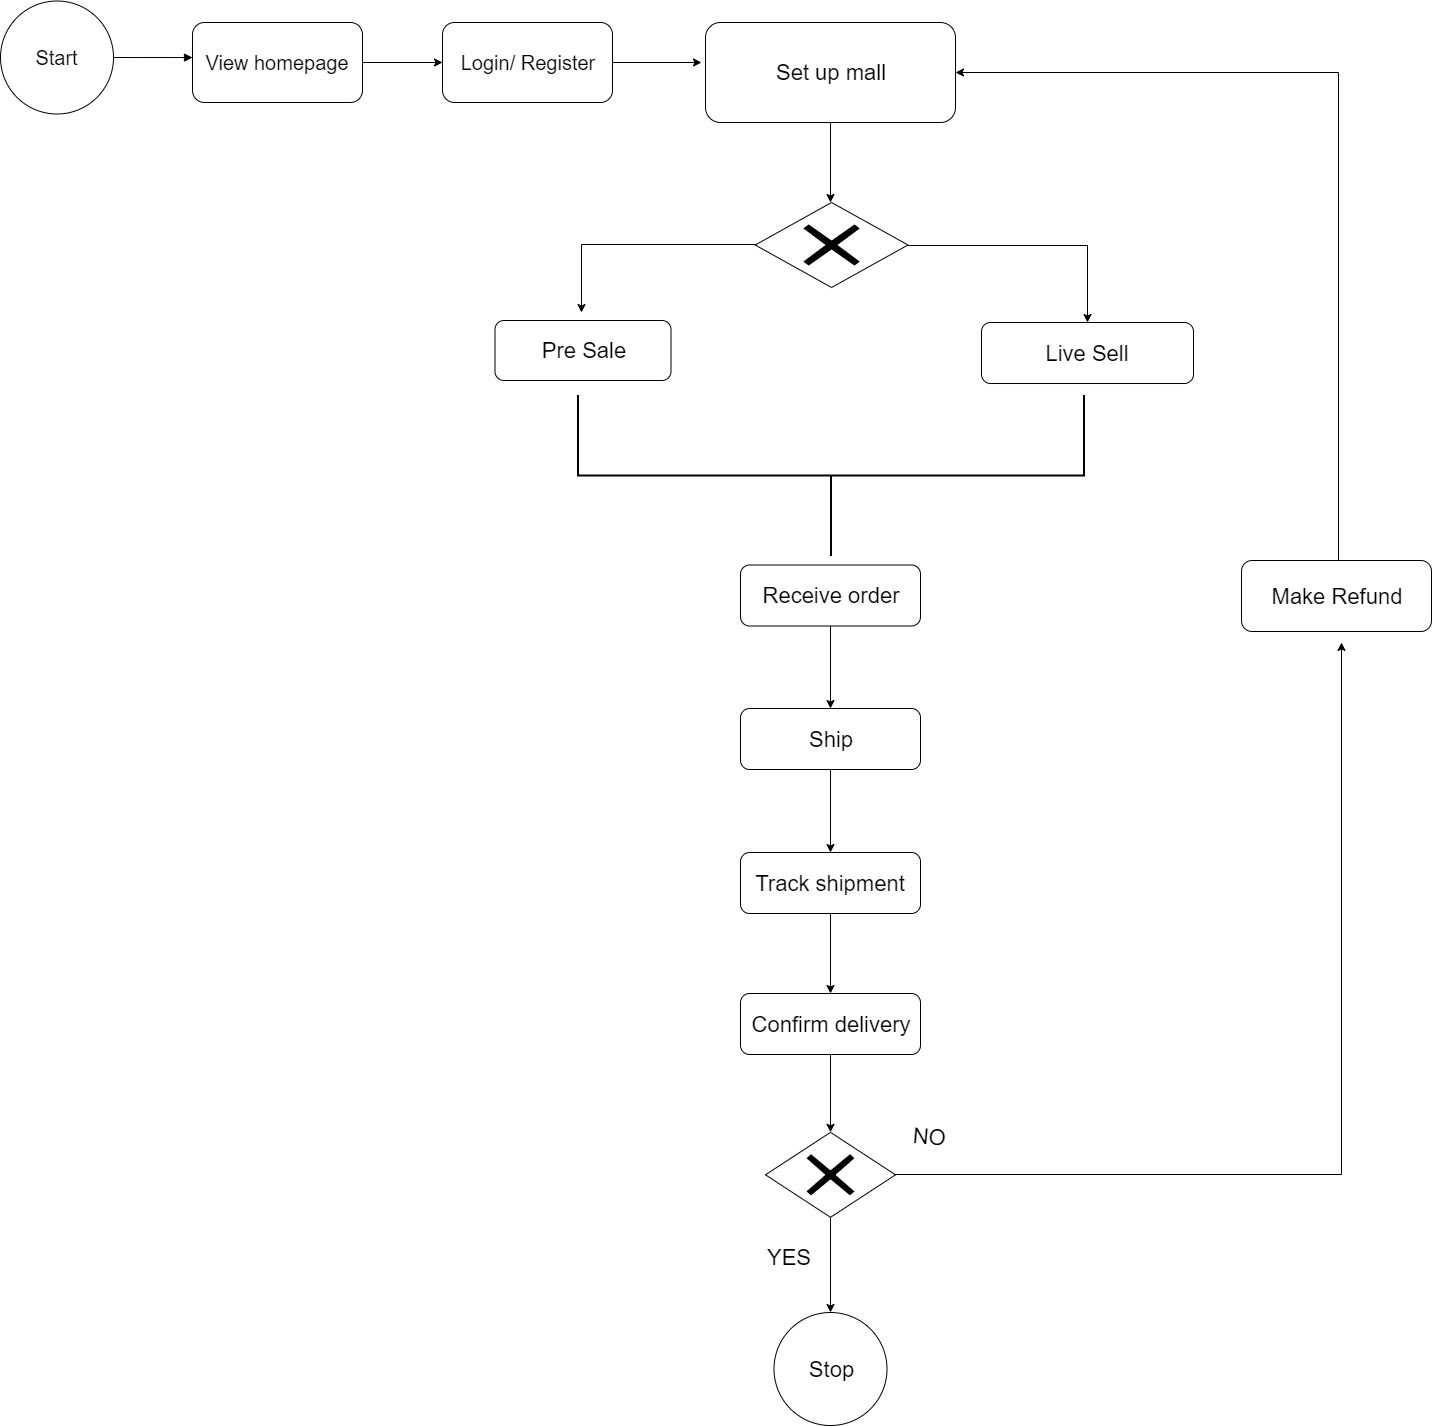 Start
View homepage
Login/ Register
Set up mall
Pre Sale
Live Sell
Receive order
Make Refund
Ship
Track shipment
Confirm delivery
NO
YES
Stop